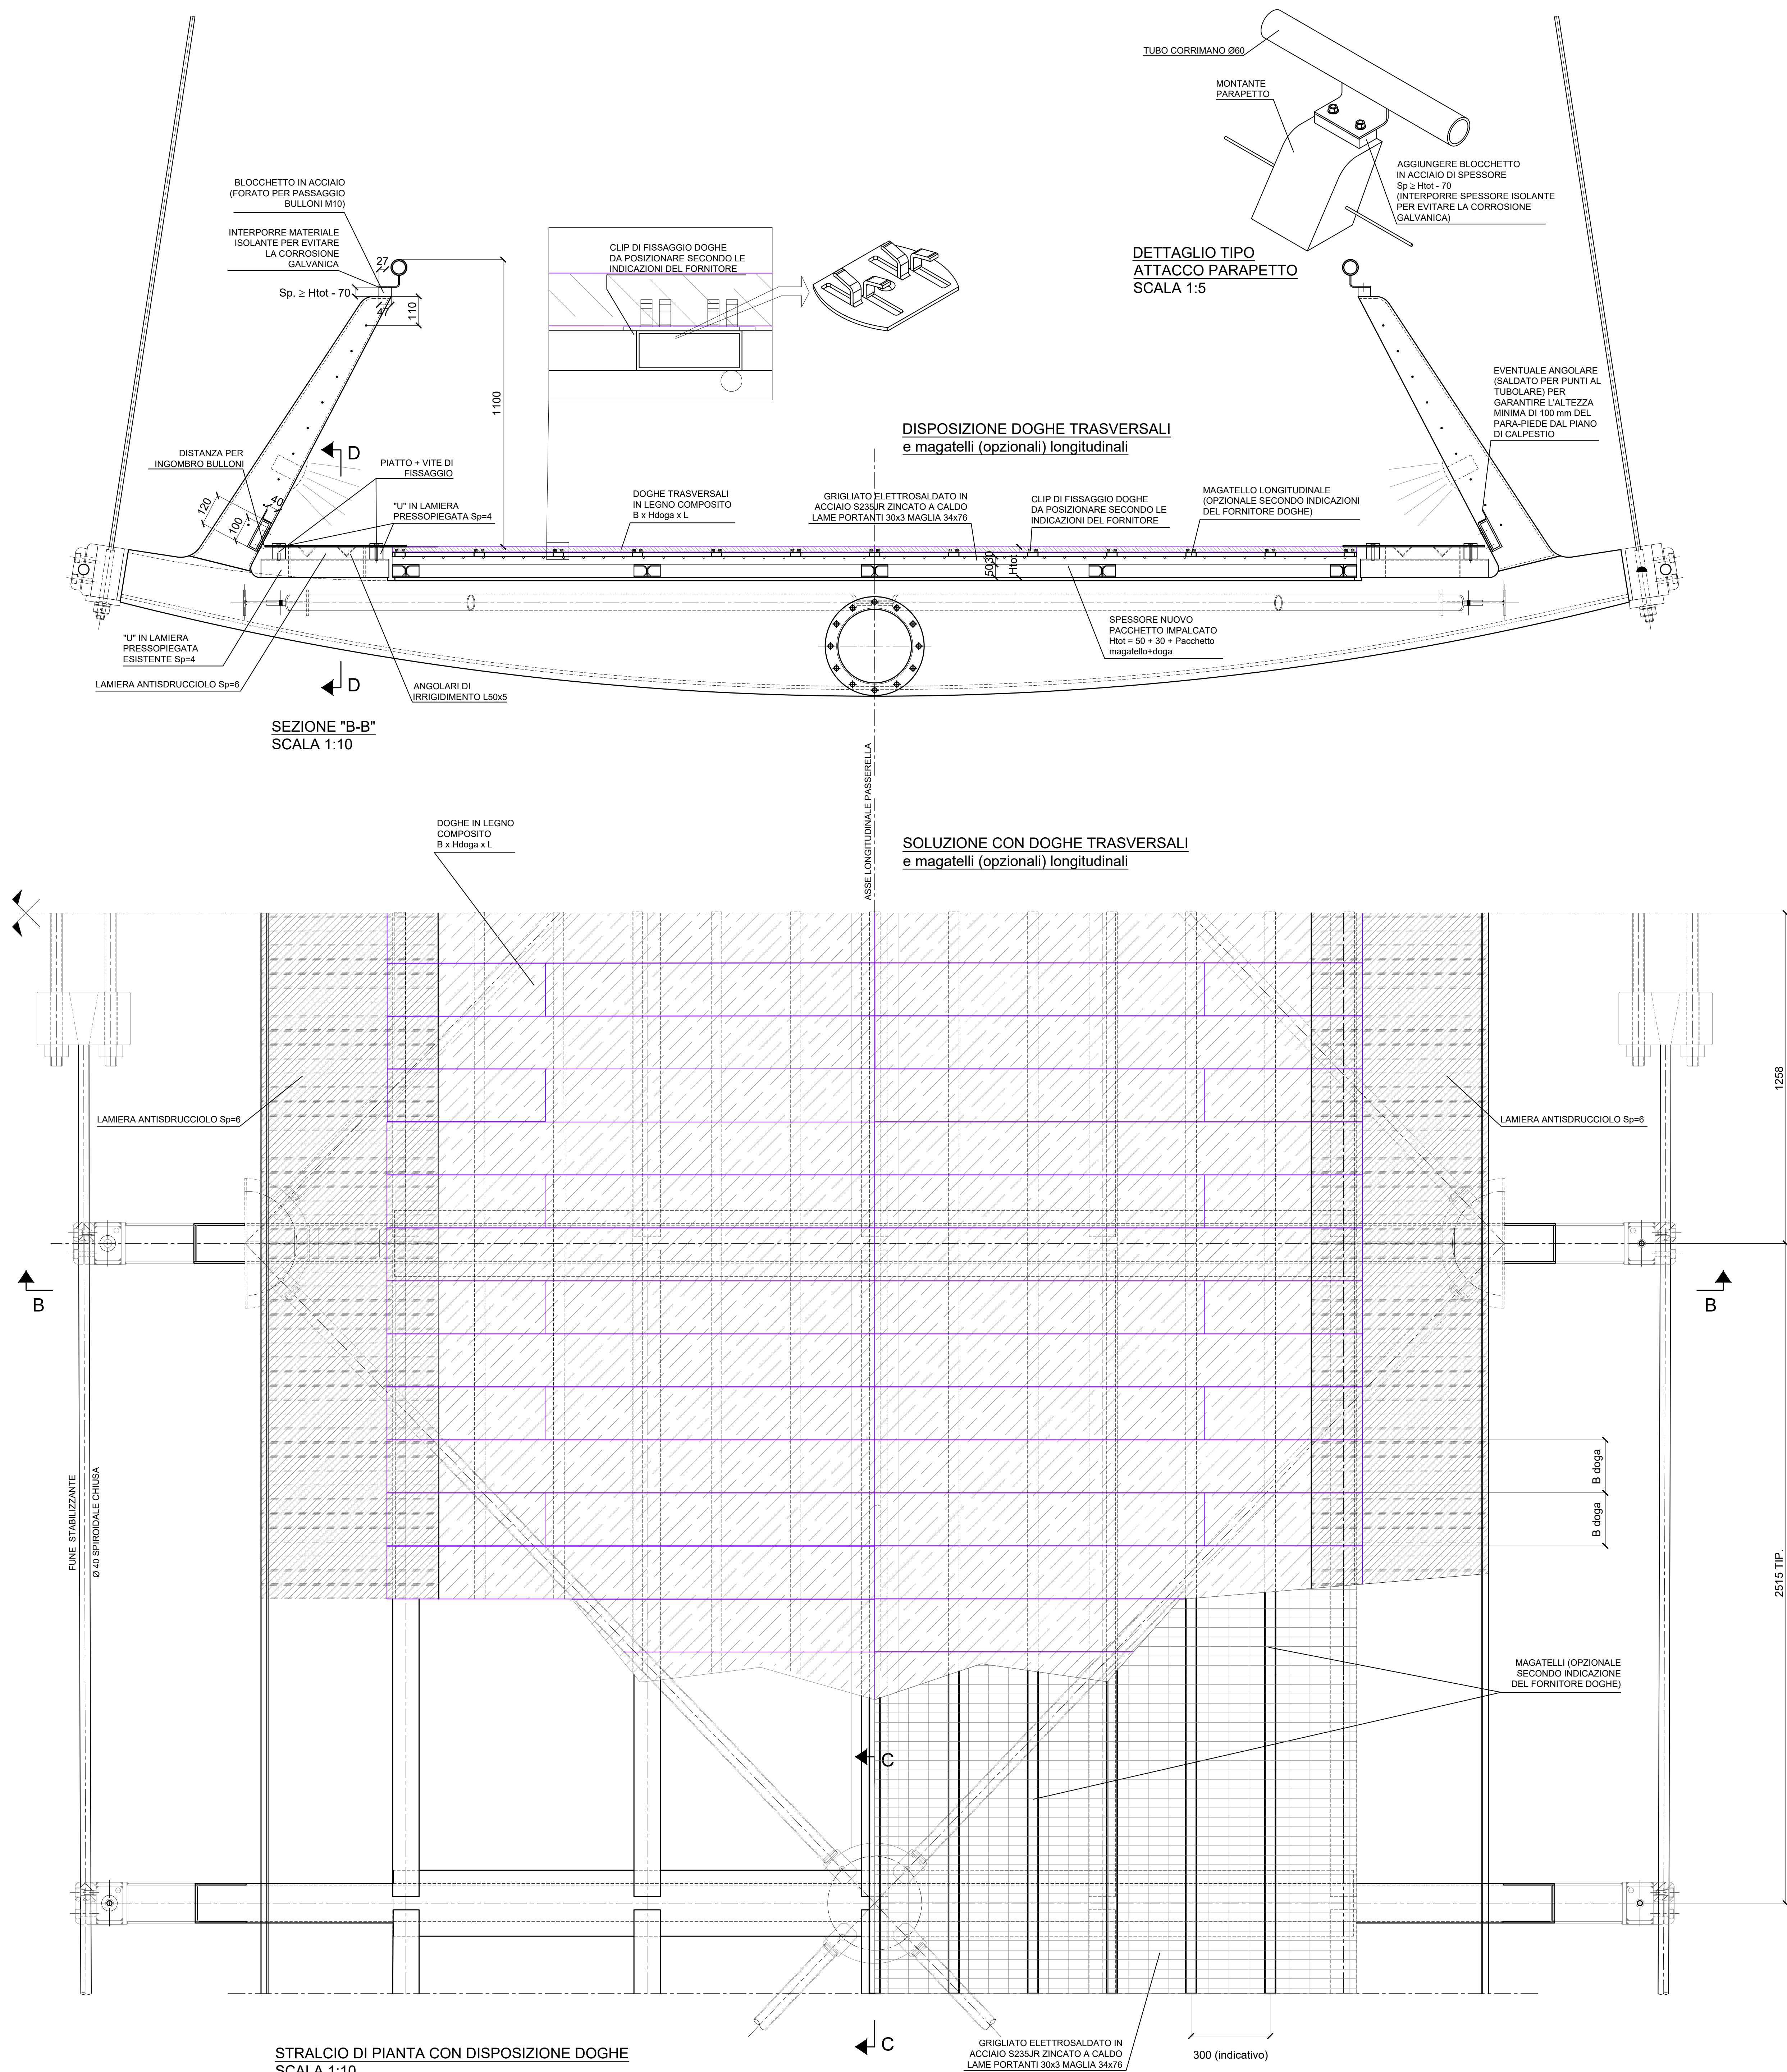 TUBO CORRIMANO Ø60
MONTANTE
PARAPETTO
AGGIUNGERE BLOCCHETTO
IN ACCIAIO DI SPESSORE
Sp ≥ Htot - 70
(INTERPORRE SPESSORE ISOLANTE
PER EVITARE LA CORROSIONE
GALVANICA)
DETTAGLIO TIPO
ATTACCO PARAPETTO
SCALA 1:5
BLOCCHETTO IN ACCIAIO
(FORATO PER PASSAGGIO
BULLONI M10)
INTERPORRE MATERIALE
ISOLANTE PER EVITARE
LA CORROSIONE
GALVANICA
27
Sp. ≥ Htot - 70
47
110
1100
CLIP DI FISSAGGIO DOGHE
DA POSIZIONARE SECONDO LE
INDICAZIONI DEL FORNITORE
EVENTUALE ANGOLARE
(SALDATO PER PUNTI AL
TUBOLARE) PER
GARANTIRE L'ALTEZZA
MINIMA DI 100 mm DEL
PARA-PIEDE DAL PIANO
DI CALPESTIO
DISPOSIZIONE DOGHE TRASVERSALI
e magatelli (opzionali) longitudinali
DISTANZA PER
INGOMBRO BULLONI
D
PIATTO + VITE DI
FISSAGGIO
120
100
40
"U" IN LAMIERA
PRESSOPIEGATA Sp=4
DOGHE TRASVERSALI
IN LEGNO COMPOSITO
B x Hdoga x L
GRIGLIATO ELETTROSALDATO IN
ACCIAIO S235JR ZINCATO A CALDO
LAME PORTANTI 30x3 MAGLIA 34x76
CLIP DI FISSAGGIO DOGHE
DA POSIZIONARE SECONDO LE
INDICAZIONI DEL FORNITORE
MAGATELLO LONGITUDINALE
(OPZIONALE SECONDO INDICAZIONI
DEL FORNITORE DOGHE)
50
30
Htot
SPESSORE NUOVO
PACCHETTO IMPALCATO
Htot = 50 + 30 + Pacchetto
magatello+doga
"U" IN LAMIERA
PRESSOPIEGATA
ESISTENTE Sp=4
LAMIERA ANTISDRUCCIOLO Sp=6
D
ANGOLARI DI
IRRIGIDIMENTO L50x5
SEZIONE "B-B"
SCALA 1:10
ASSE LONGITUDINALE PASSERELLA
DOGHE IN LEGNO
COMPOSITO
B x Hdoga x L
SOLUZIONE CON DOGHE TRASVERSALI
e magatelli (opzionali) longitudinali
LAMIERA ANTISDRUCCIOLO Sp=6
LAMIERA ANTISDRUCCIOLO Sp=6
1258
B
B
FUNE STABILIZZANTE
Ø 40 SPIROIDALE CHIUSA
B doga
B doga
2515 TIP.
MAGATELLI (OPZIONALE
SECONDO INDICAZIONE
DEL FORNITORE DOGHE)
C
C
GRIGLIATO ELETTROSALDATO IN
ACCIAIO S235JR ZINCATO A CALDO
LAME PORTANTI 30x3 MAGLIA 34x76
300 (indicativo)
STRALCIO DI PIANTA CON DISPOSIZIONE DOGHE
SCALA 1:10